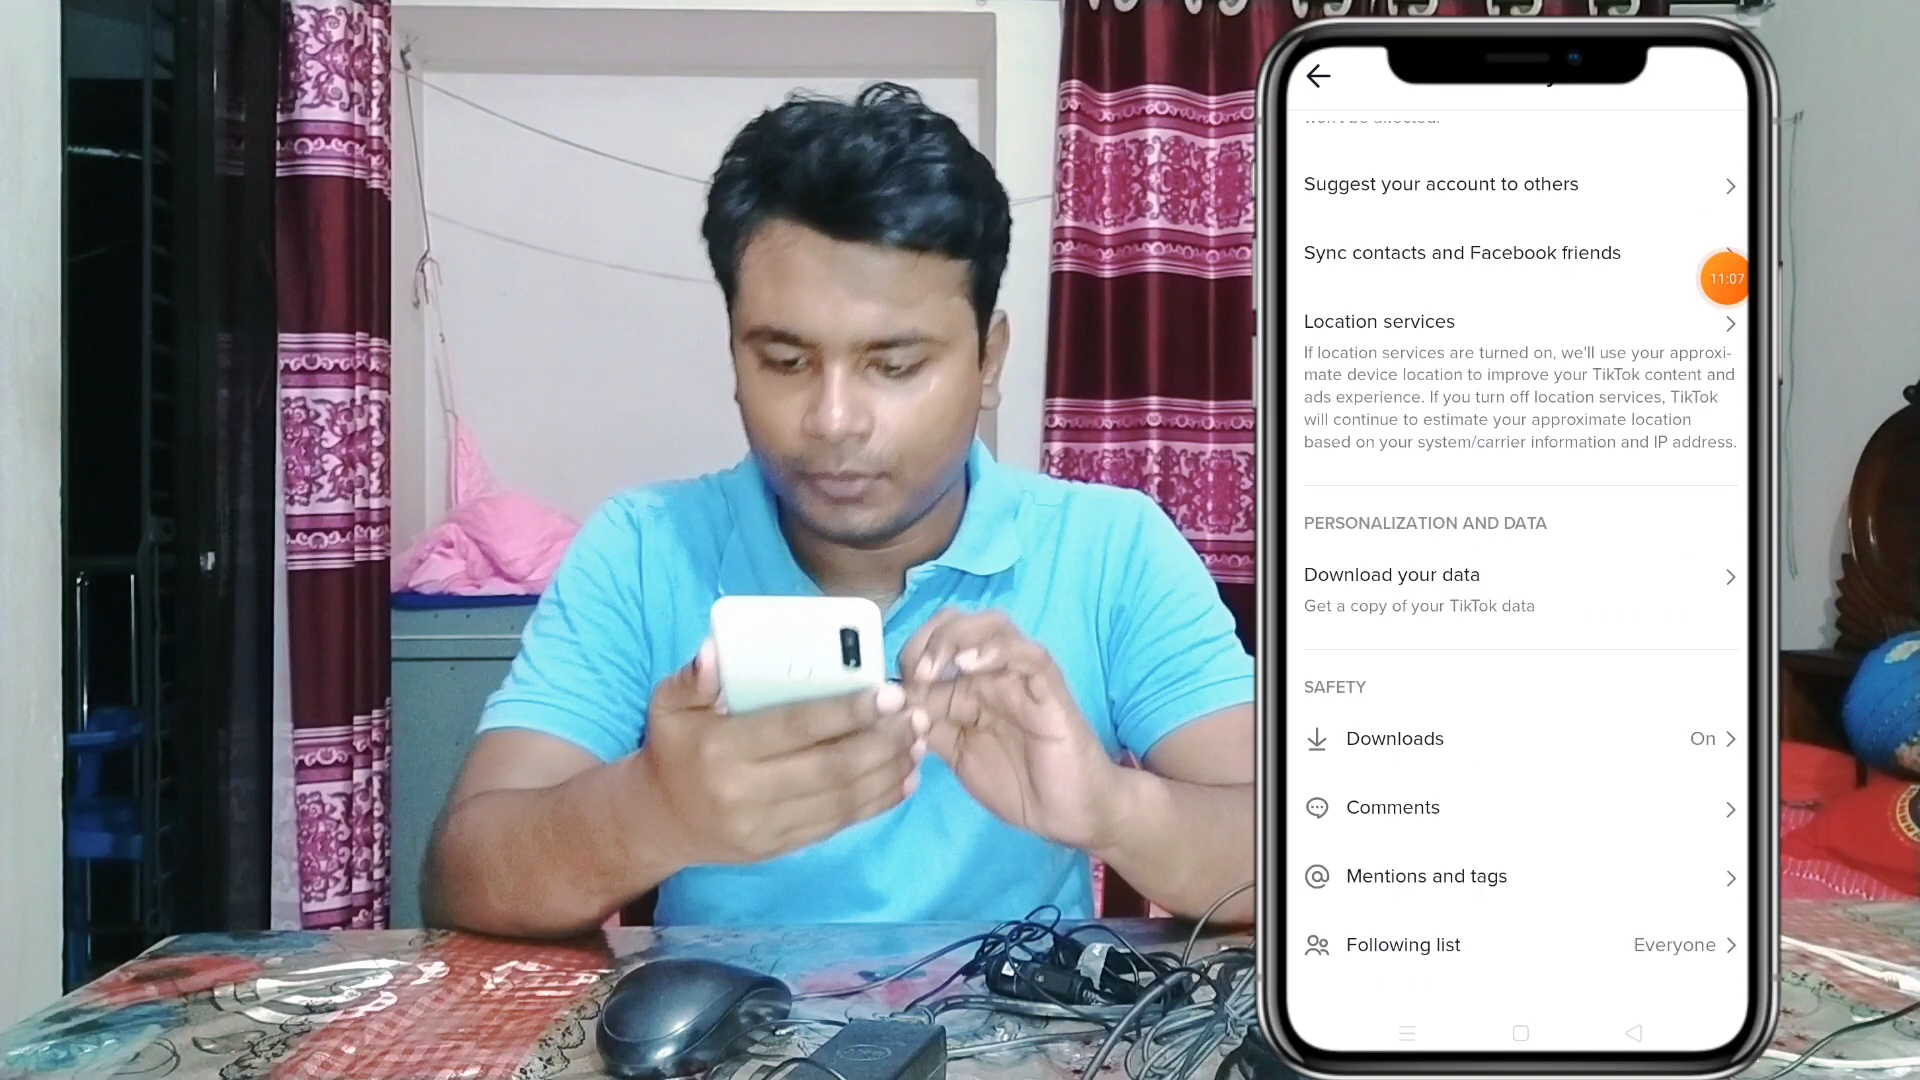 won't be affected.
Suggest your account to others
Sync contacts and Facebook friends
11:07
Location services
If location services are turned on, we'll use your approxi-
mate device location to improve your TikTok content and
ads experience. If you turn off location services, TikTok
will continue to estimate your approximate location
based on your system/carrier information and IP address.
PERSONALIZATION AND DATA
Download your data
Get a copy of your TikTok data
SAFETY
Downloads On
Comments
Mentions and tags
Following list Everyone